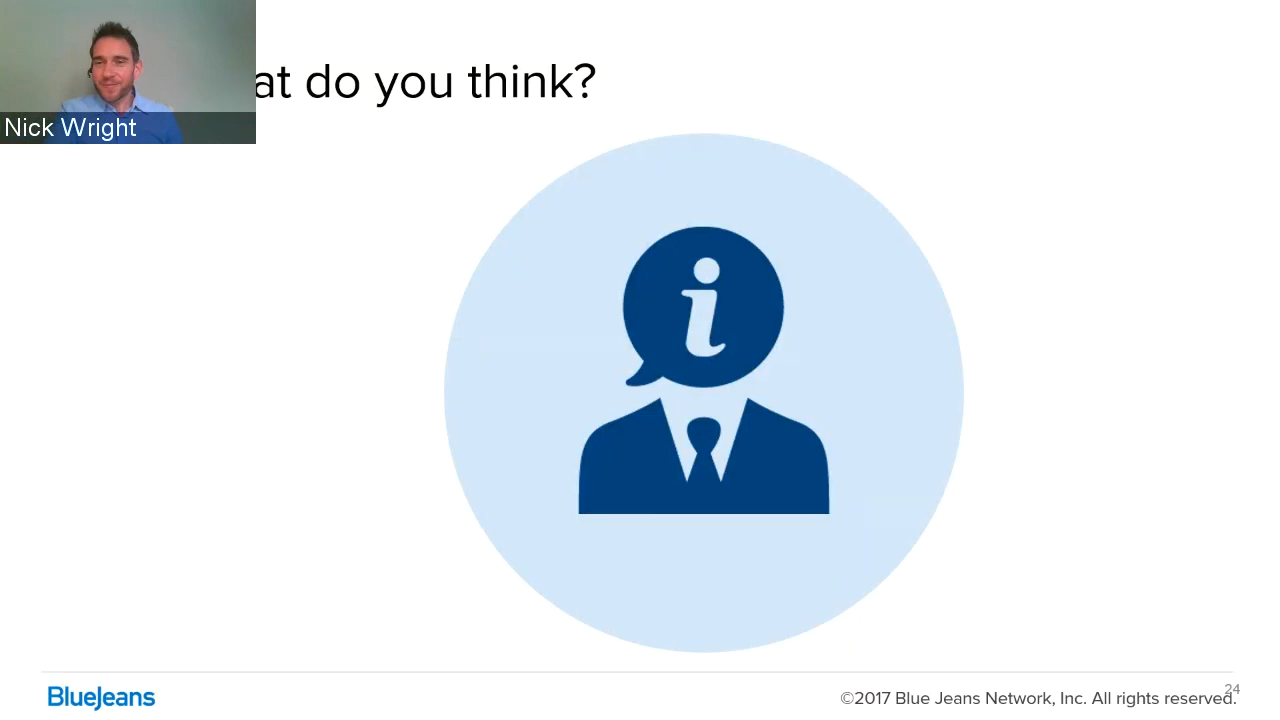 at do you think?
Nick Wright
i
BlueJeans
©2017 Blue Jeans Network, Inc. All rights reserved.
24